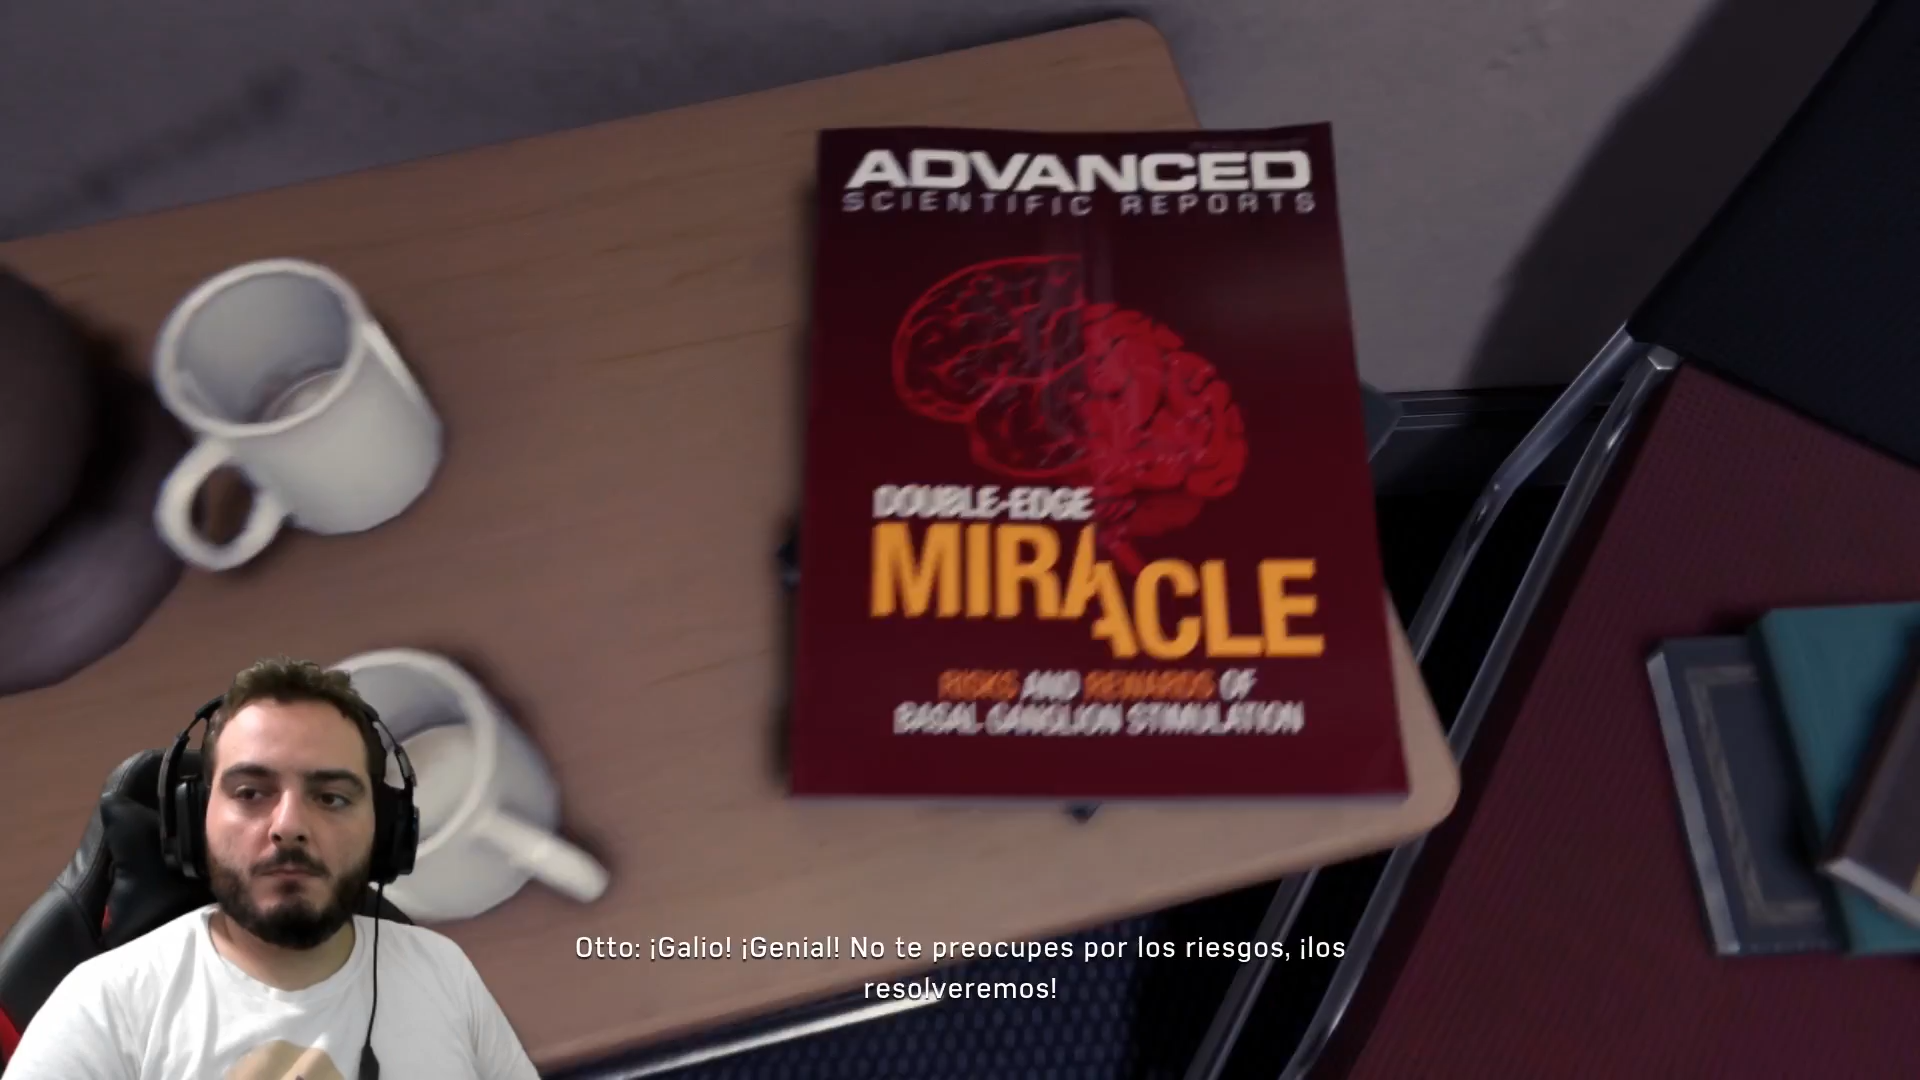 ADVANCED
SCIENTIFIC REPORTS
DOUBLE-EDGE
MIRACLE
RISKS AND REWARDS OF
BASAL GANGLION STIMULATION
Otto: ¡Galio! ¡Genial! No te preocupes por los riesgos, ¡los
resolveremos!